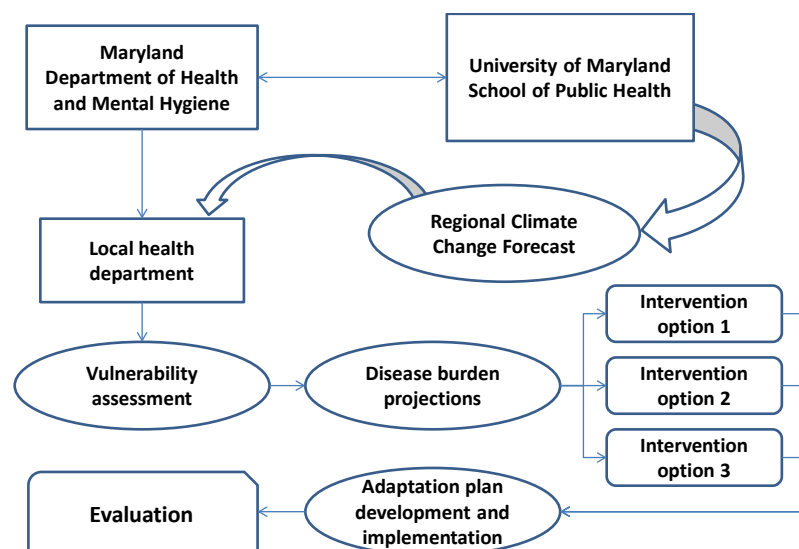 Maryland
Department of Health
and Mental Hygiene
University of Maryland
School of Public Health
Regional Climate
Change Forecast
Local health
department
Vulnerability
assessment
Disease burden
projections
Intervention
option 1
Intervention
option 2
Intervention
option 3
Adaptation plan
development and
implementation
Evaluation